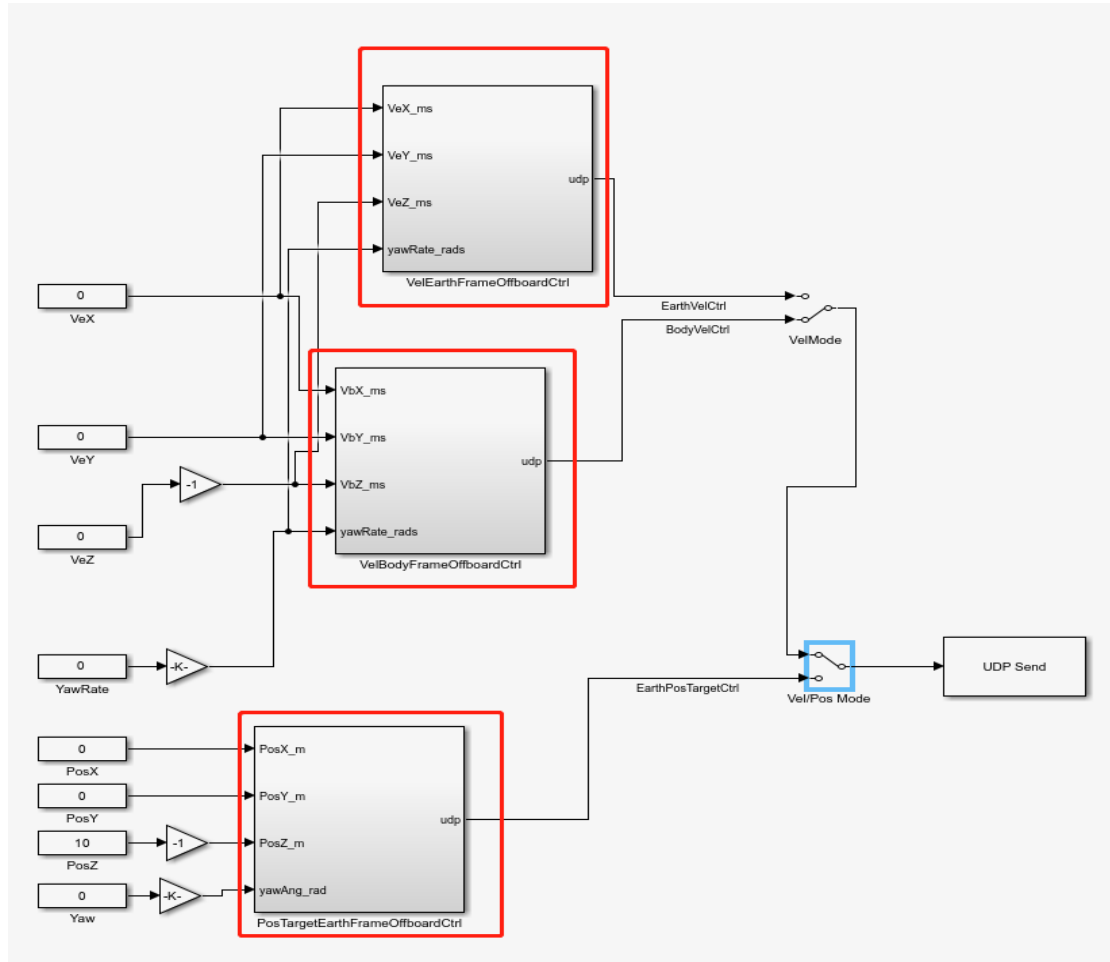 VeX_ms
VeY_ms
udp
VeZ_ms
yawRate_rads
VelEarthFrameOffboardCtrl
0
VeX
EarthVelCtrl
BodyVelCtrl
VelMode
VbX_ms
0
VeY
VbY_ms
udp
-1
VbZ_ms
0
VeZ
yawRate_rads
VelBodyFrameOffboardCtrl
0
YawRate
-K-
UDP Send
EarthPosTargetCtrl
Vel/Pos Mode
0
PosX
PosX_m
0
PosY
PosY_m
udp
10
PosZ
-1
PosZ_m
0
Yaw
-K-
yawAng_rad
PosTargetEarthFrameOffboardCtrl